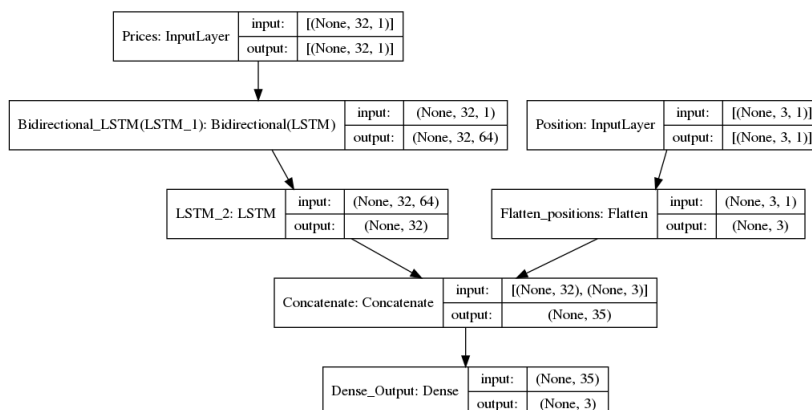 Prices: InputLayer
input: [(None, 32, 1)]
output: [(None, 32, 1)]
Bidirectional_LSTM(LSTM_1): Bidirectional(LSTM)
input: (None, 32, 1)
output: (None, 32, 64)
Position: InputLayer
input: [(None, 3, 1)]
output: [(None, 3, 1)]
LSTM_2: LSTM
input: (None, 32, 64)
output: (None, 32)
Flatten_positions: Flatten
input: (None, 3, 1)
output: (None, 3)
Concatenate: Concatenate
input: [(None, 32), (None, 3)]
output: (None, 35)
Dense_Output: Dense
input: (None, 35)
output: (None, 3)